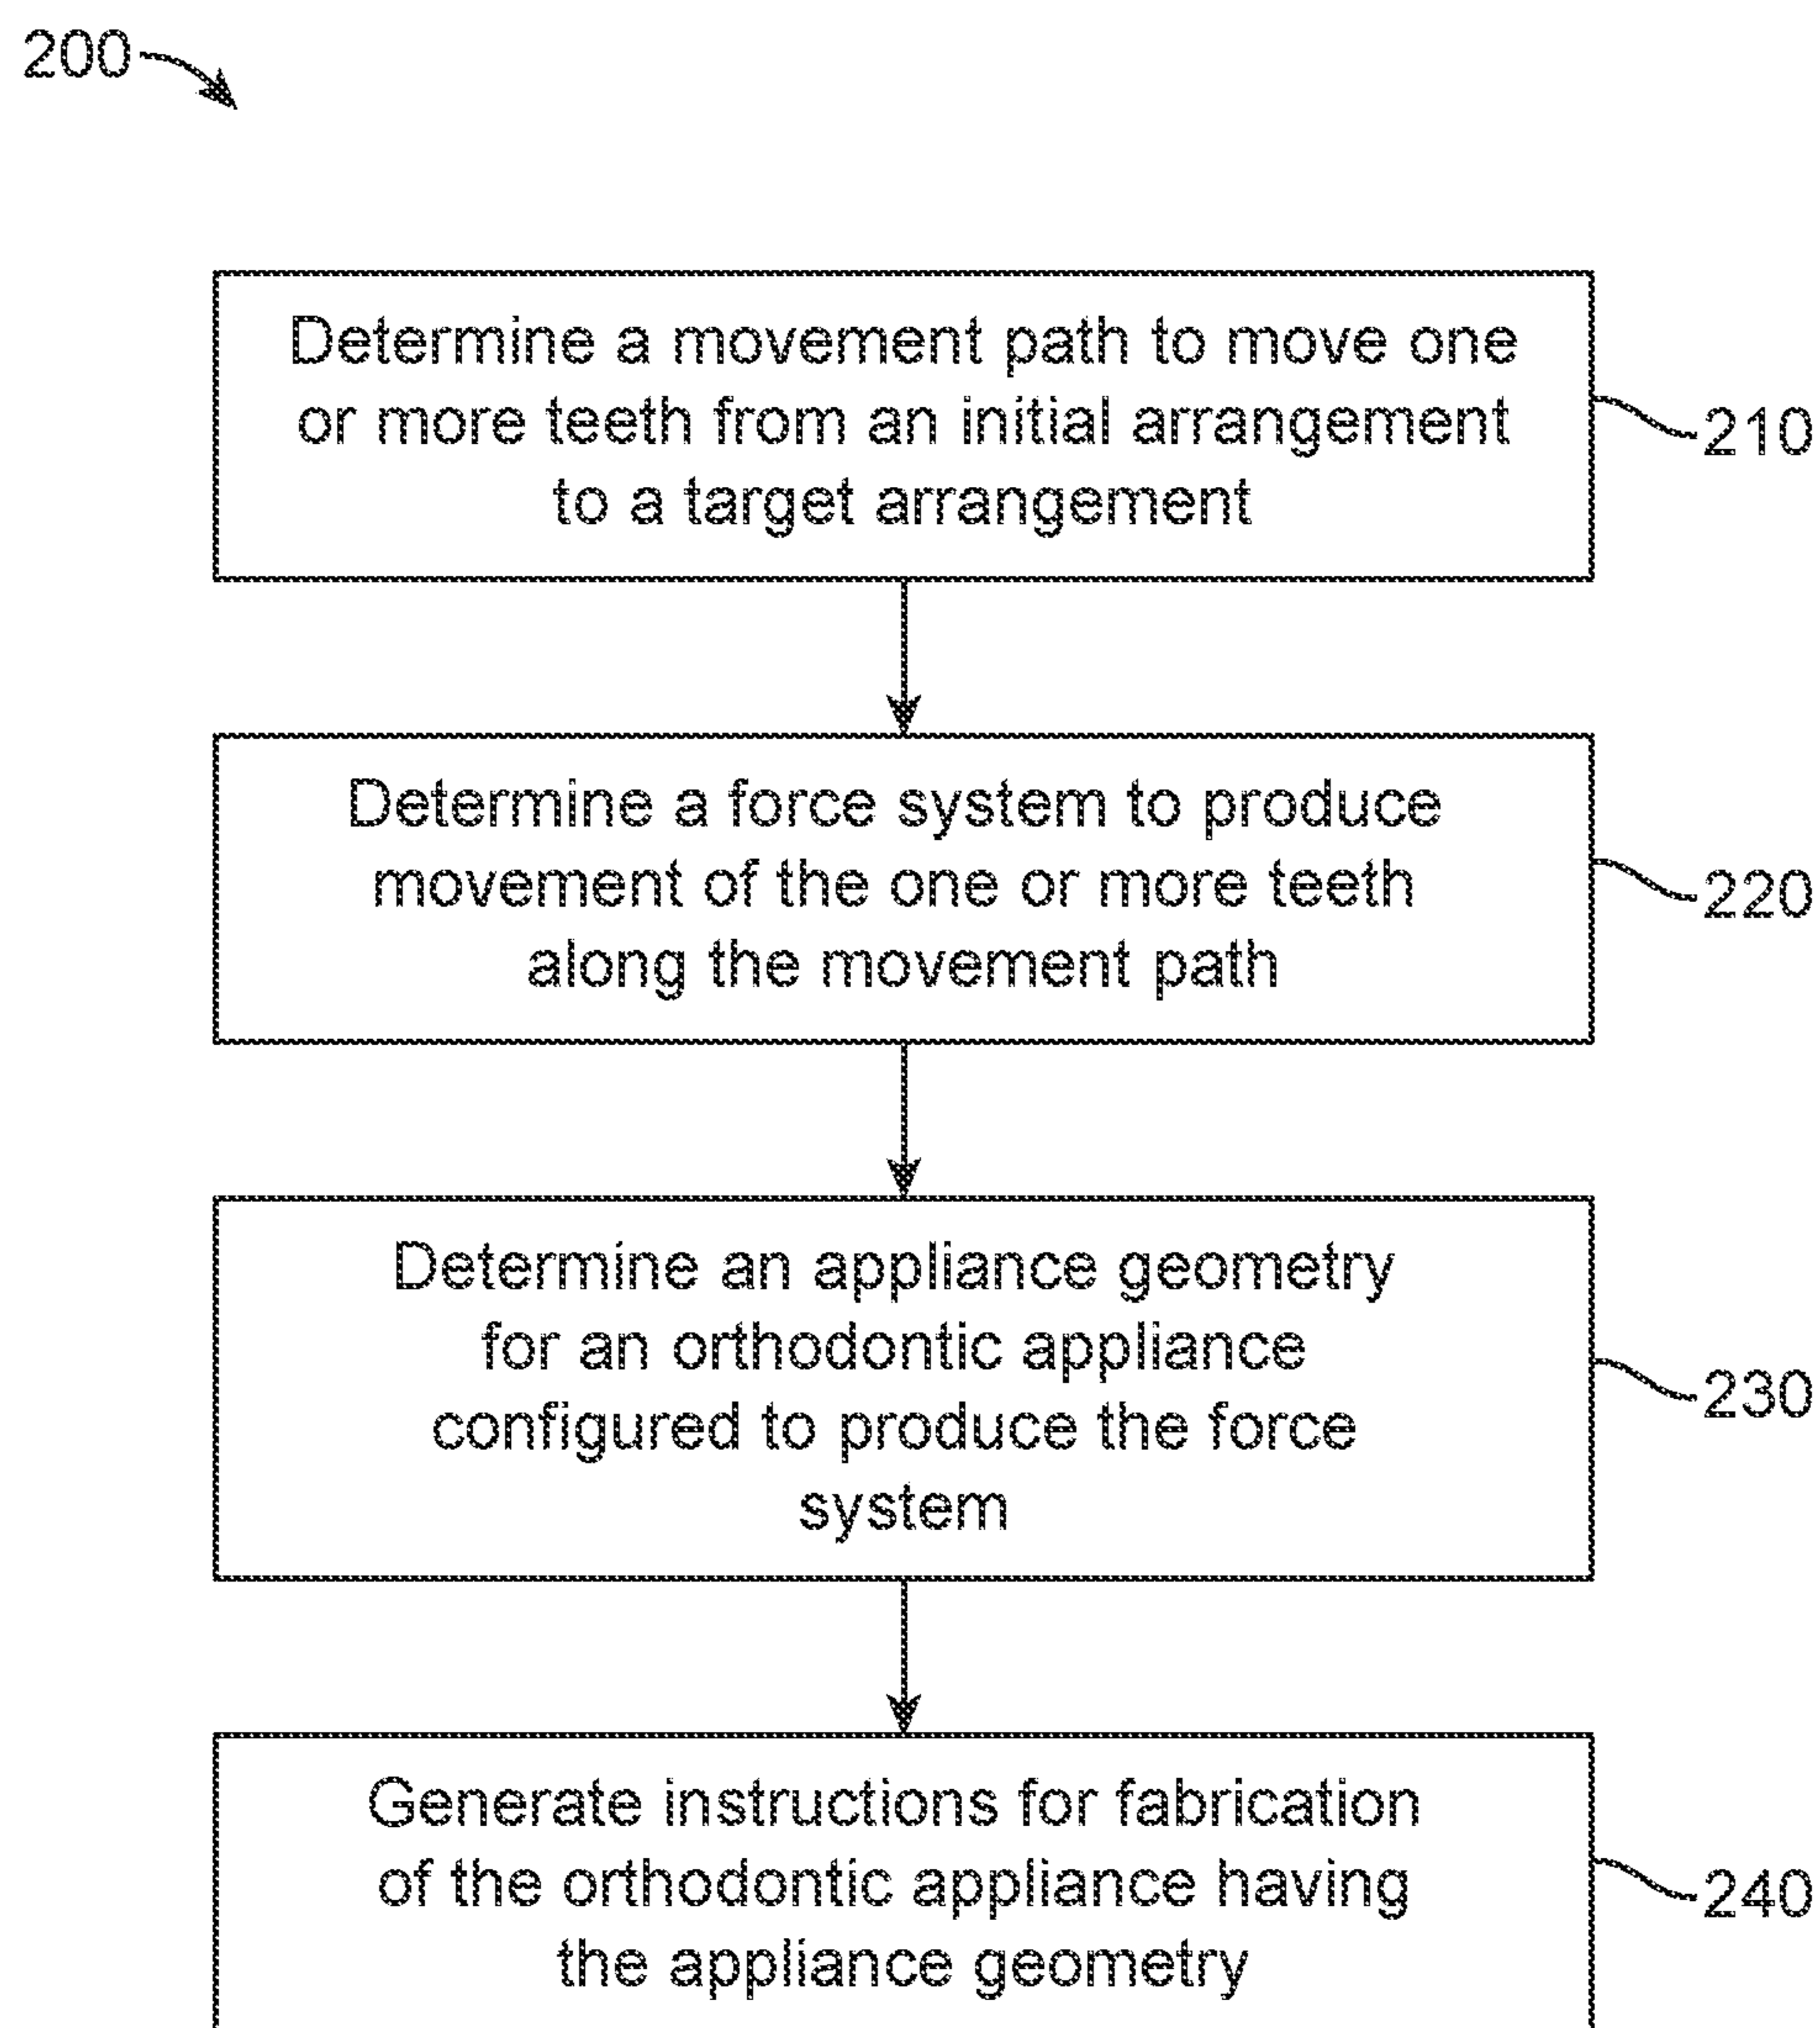 200
Determine a movement path to move one
or more teeth from an initial arrangement
to a target arrangement
210
Determine a force system to produce
movement of the one or more teeth
along the movement path
220
Determine an appliance geometry
for an orthodontic appliance
configured to produce the force
system
230
Generate instructions for fabrication
of the orthodontic appliance having
the appliance geometry
240